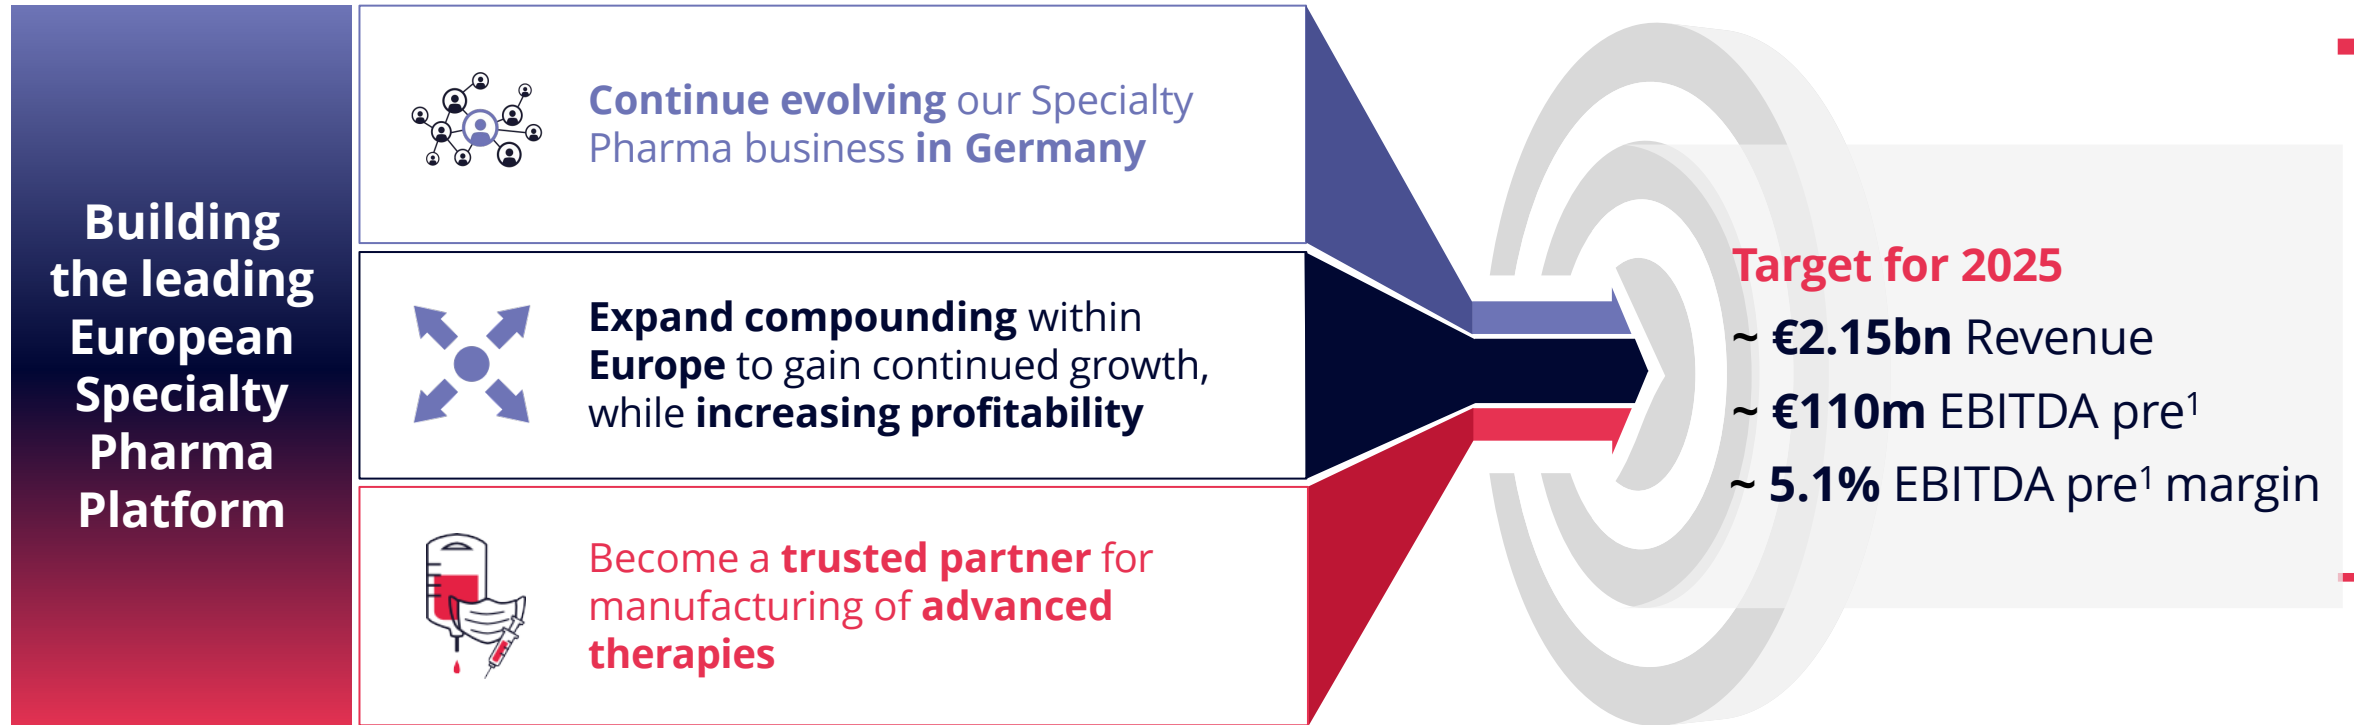 Building
the leading
European
Specialty
Pharma
Platform
Continue evolving our Specialty
Pharma business in Germany
Expand compounding within
Europe to gain continued growth,
while increasing profitability
Become a trusted partner for
manufacturing of advanced
therapies
Target for 2025
~ €2.15bn Revenue
~ €110m EBITDA pre¹
~ 5.1% EBITDA pre¹ margin